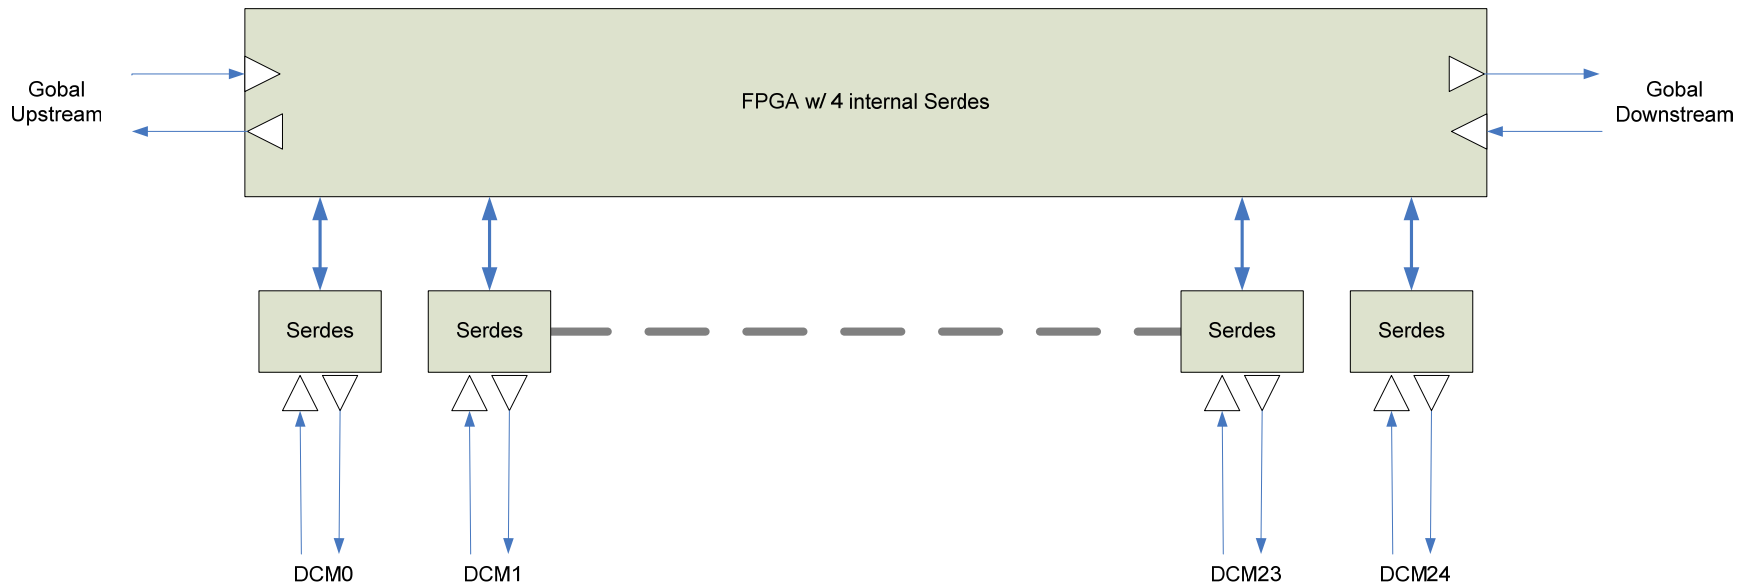 Gobal
Upstream
FPGA w/ 4 internal Serdes
Gobal
Downstream
Serdes
Serdes
Serdes
Serdes
DCM0
DCM1
DCM23
DCM24